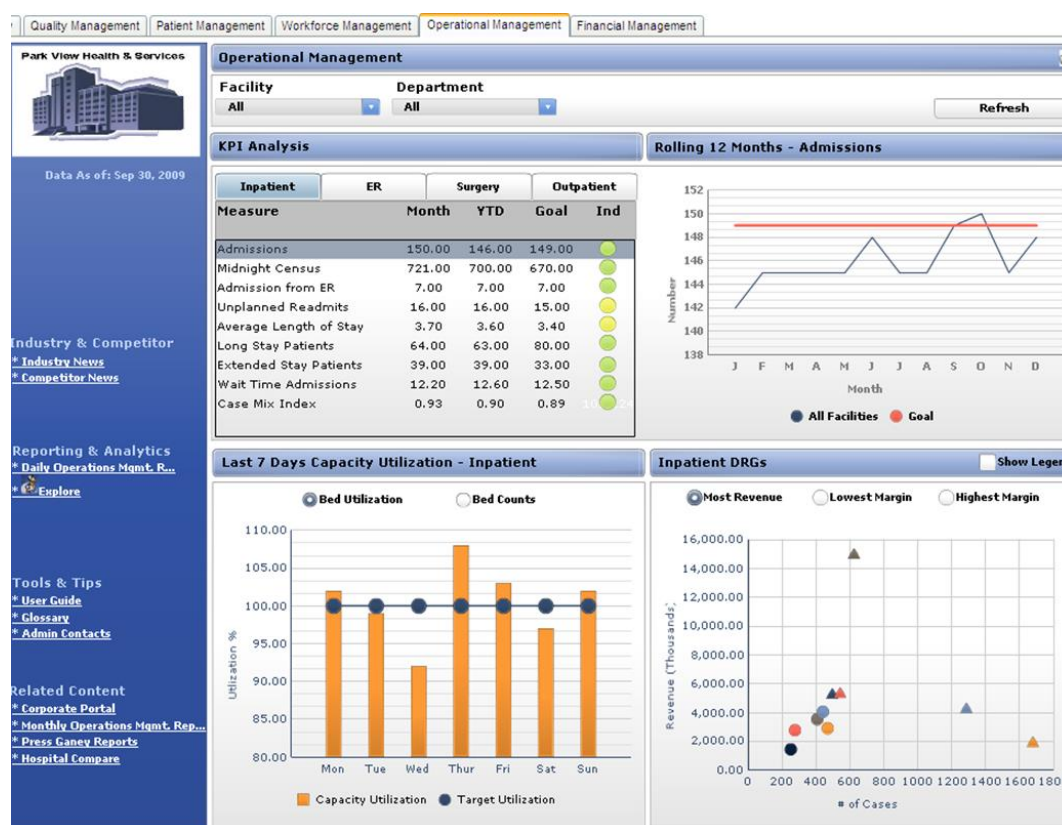 Quality Management Patient Management Workforce Management Operational Management Financial Management
Park View Health & Services
Data As of: Sep 30, 2009
Industry & Competitor
* Industry News
* Competitor News
Reporting & Analytics
* Daily Operations Mgmt. R...
* Explore
Tools & Tips
* User Guide
* Glossary
* Admin Contacts
Related Content
* Corporate Portal
* Monthly Operations Mgmt. Rep...
* Press Ganey Reports
* Hospital Compare
Operational Management
Facility Department
All All Refresh
KPI Analysis
Inpatient ER Surgery Outpatient
Measure Month YTD Goal Ind
Admissions 150.00 146.00 149.00
Midnight Census 721.00 700.00 670.00
Admission from ER 7.00 7.00 7.00
Unplanned Readmits 16.00 16.00 15.00
Average Length of Stay 3.70 3.60 3.40
Long Stay Patients 64.00 63.00 80.00
Extended Stay Patients 39.00 39.00 33.00
Wait Time Admissions 12.20 12.60 12.50
Case Mix Index 0.93 0.90 0.89
Rolling 12 Months - Admissions
152
150
148
146
144
142
140
138
Number
J F M A M J J A S O N D
Month
All Facilities Goal
Last 7 Days Capacity Utilization - Inpatient
Bed Utilization Bed Counts
110.00
105.00
100.00
95.00
90.00
85.00
80.00
Utlization %
Mon Tue Wed Thur Fri Sat Sun
Capacity Utilization Target Utilization
Inpatient DRGs Show Leger
Most Revenue Lowest Margin Highest Margin
16,000.00
14,000.00
12,000.00
10,000.00
8,000.00
6,000.00
4,000.00
2,000.00
0.00
Revenue (Thousands)
0 200 400 600 800 1000 1200 1400 1600 180
# of Cases